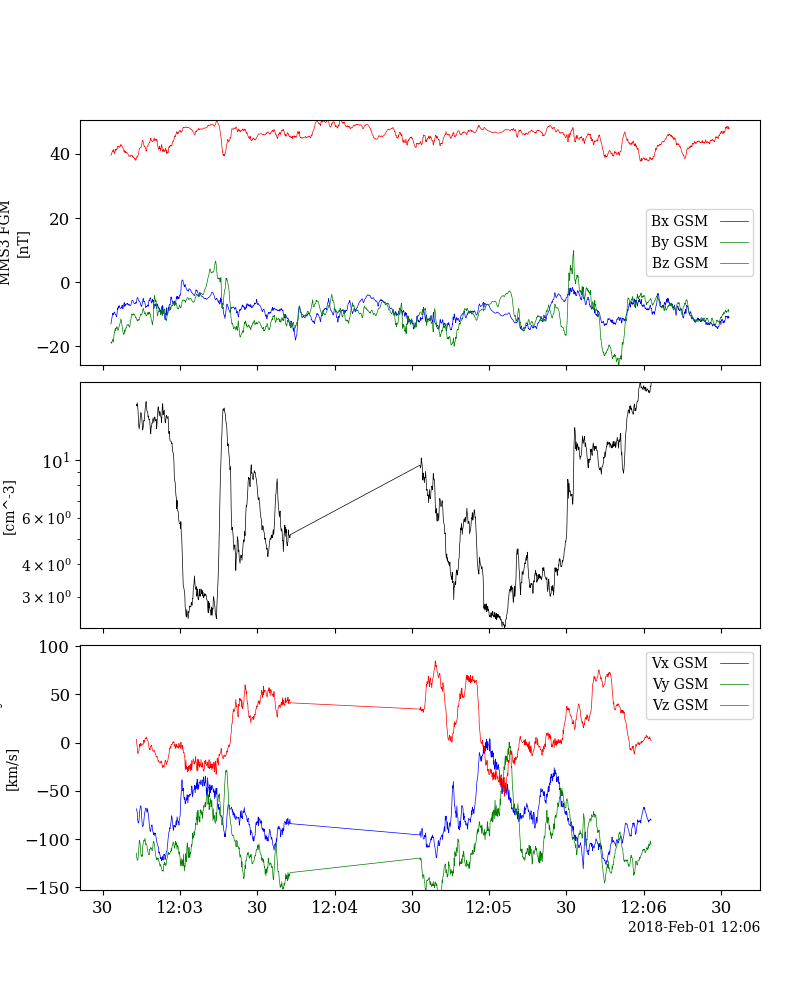 40
20
0
−20
MMS3 FGM
[nT]
Bx GSM
By GSM
Bz GSM
10¹
6 × 10⁰
4 × 10⁰
3 × 10⁰
[cm^-3]
100
50
0
−50
−100
−150
[km/s]
Vx GSM
Vy GSM
Vz GSM
30 12:03 30 12:04 30 12:05 30 12:06 30
2018-Feb-01 12:06